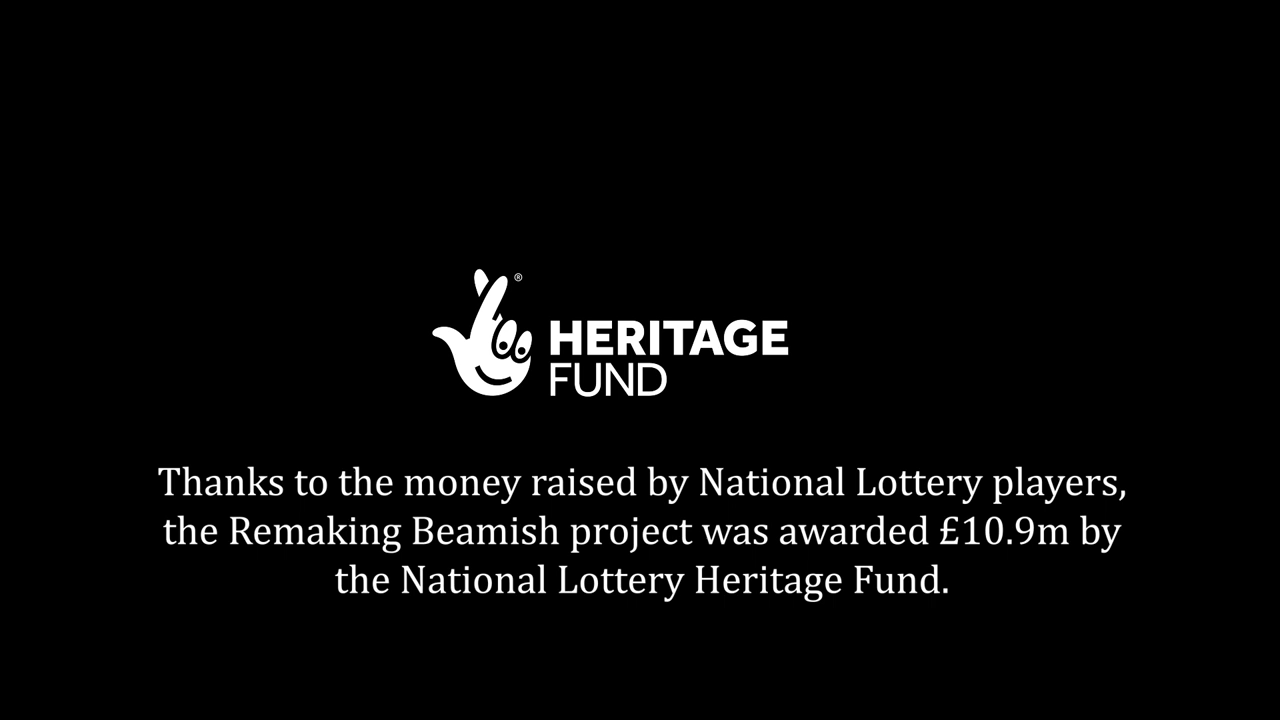 ®
HERITAGE
FUND
Thanks to the money raised by National Lottery players,
the Remaking Beamish project was awarded £10.9m by
the National Lottery Heritage Fund.